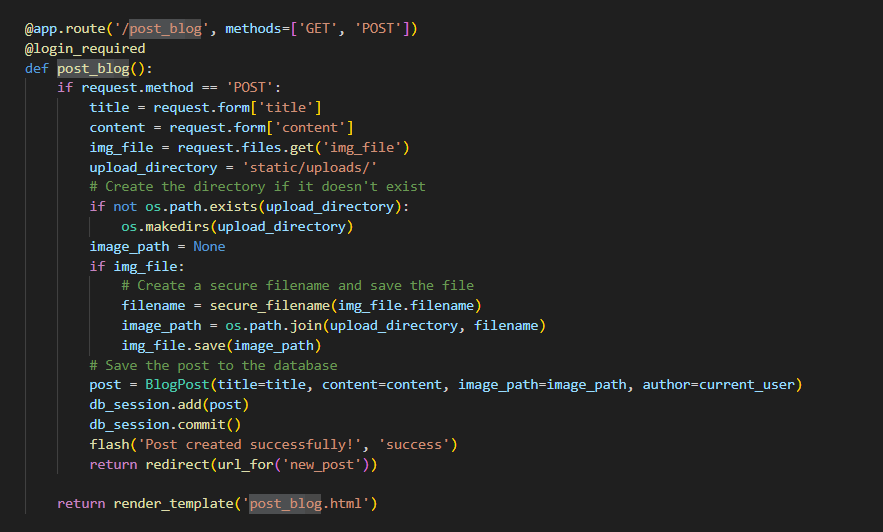 @app.route('/post_blog', methods=['GET', 'POST'])
@login_required
def post_blog():
    if request.method == 'POST':
        title = request.form['title']
        content = request.form['content']
        img_file = request.files.get('img_file')
        upload_directory = 'static/uploads/'
        # Create the directory if it doesn't exist
        if not os.path.exists(upload_directory):
            os.makedirs(upload_directory)
        image_path = None
        if img_file:
            # Create a secure filename and save the file
            filename = secure_filename(img_file.filename)
            image_path = os.path.join(upload_directory, filename)
            img_file.save(image_path)
        # Save the post to the database
        post = BlogPost(title=title, content=content, image_path=image_path, author=current_user)
        db_session.add(post)
        db_session.commit()
        flash('Post created successfully!', 'success')
        return redirect(url_for('new_post'))
    return render_template('post_blog.html')